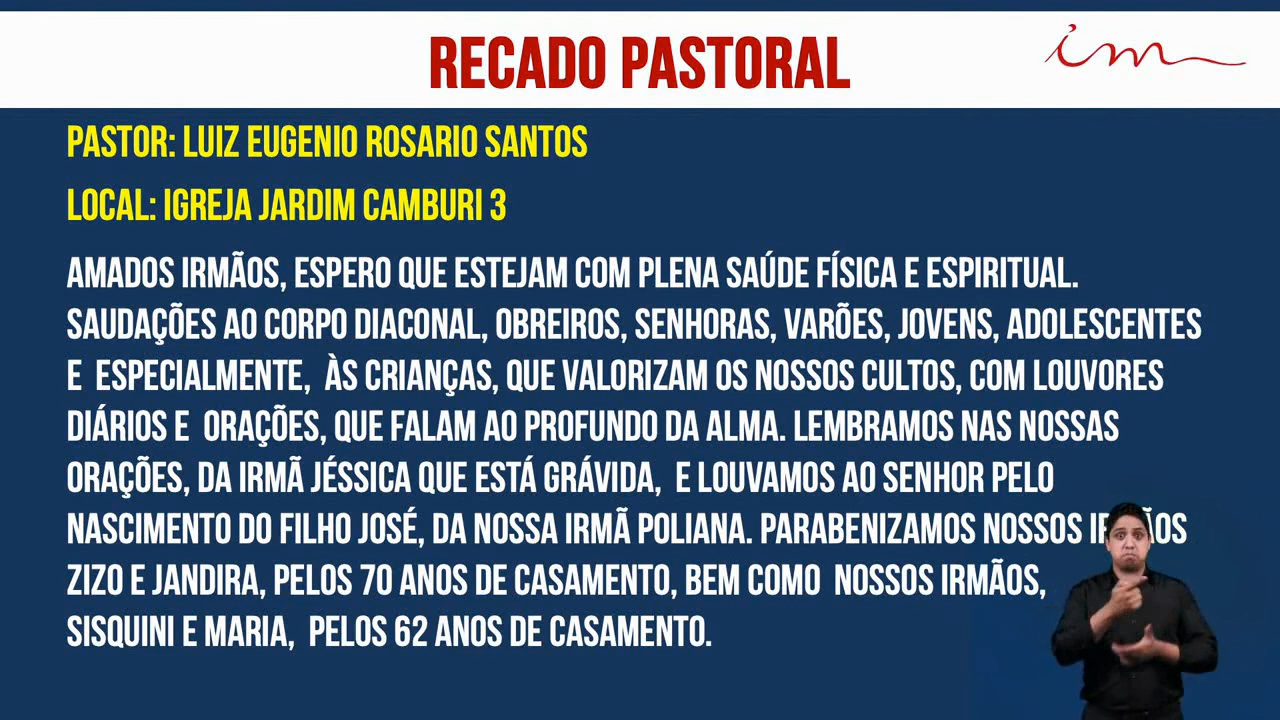 RECADO PASTORAL
im
PASTOR: LUIZ EUGENIO ROSARIO SANTOS
LOCAL: IGREJA JARDIM CAMBURI 3
AMADOS IRMÃOS, ESPERO QUE ESTEJAM COM PLENA SAÚDE FÍSICA E ESPIRITUAL.
SAUDAÇÕES AO CORPO DIACONAL, OBREIROS, SENHORAS, VARÕES, JOVENS, ADOLESCENTES
E ESPECIALMENTE, ÀS CRIANÇAS, QUE VALORIZAM OS NOSSOS CULTOS, COM LOUVORES
DIÁRIOS E ORAÇÕES, QUE FALAM AO PROFUNDO DA ALMA. LEMBRAMOS NAS NOSSAS
ORAÇÕES, DA IRMÃ JÉSSICA QUE ESTÁ GRÁVIDA, E LOUVAMOS AO SENHOR PELO
NASCIMENTO DO FILHO JOSÉ, DA NOSSA IRMÃ POLIANA. PARABENIZAMOS NOSSOS IRMÃOS
ZIZO E JANDIRA, PELOS 70 ANOS DE CASAMENTO, BEM COMO NOSSOS IRMÃOS,
SISQUINI E MARIA, PELOS 62 ANOS DE CASAMENTO.